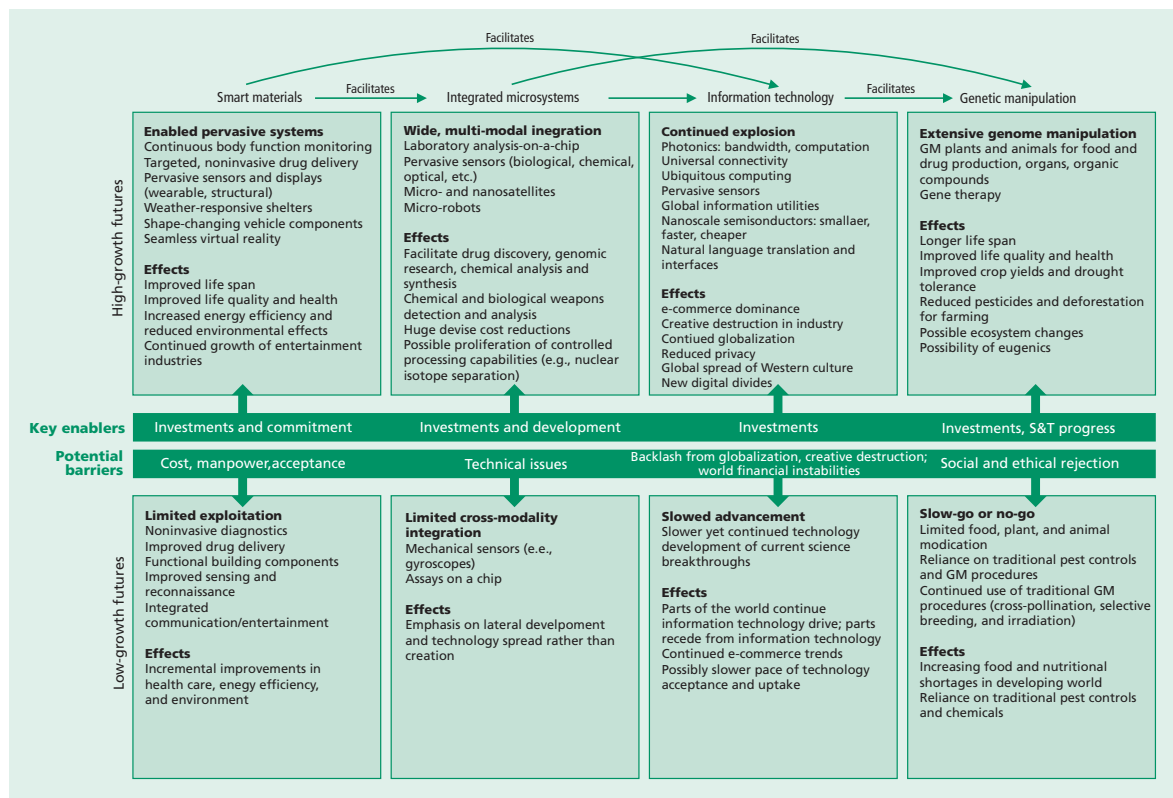 Facilitates
Facilitates
Smart materials
Facilitates
Integrated microsystems
Information technology
Facilitates
Genetic manipulation
High-growth futures
Enabled pervasive systems
Continuous body function monitoring
Targeted, noninvasive drug delivery
Pervasive sensors and displays
(wearable, structural)
Weather-responsive shelters
Shape-changing vehicle components
Seamless virtual reality
Effects
Improved life span
Improved life quality and health
Increased energy efficiency and
reduced environmental effects
Continued growth of entertainment
industries
Wide, multi-modal inegration
Laboratory analysis-on-a-chip
Pervasive sensors (biological, chemical,
optical, etc.)
Micro- and nanosatellites
Micro-robots
Effects
Facilitate drug discovery, genomic
research, chemical analysis and
synthesis
Chemical and biological weapons
detection and analysis
Huge devise cost reductions
Possible proliferation of controlled
processing capabilities (e.g., nuclear
isotope separation)
Continued explosion
Photonics: bandwidth, computation
Universal connectivity
Ubiquitous computing
Pervasive sensors
Global information utilities
Nanoscale semisonductors: smallaer,
faster, cheaper
Natural language translation and
interfaces
Effects
e-commerce dominance
Creative destruction in industry
Contiued globalization
Reduced privacy
Global spread of Western culture
New digital divides
Extensive genome manipulation
GM plants and animals for food and
drug production, organs, organic
compounds
Gene therapy
Effects
Longer life span
Improved life quality and health
Improved crop yields and drought
tolerance
Reduced pesticides and deforestation
for farming
Possible ecosystem changes
Possibility of eugenics
Key enablers
Investments and commitment
Investments and development
Investments
Investments, S&T progress
Potential
barriers
Cost, manpower,acceptance
Technical issues
Backlash from globalization, creative destruction;
world financial instabilities
Social and ethical rejection
Low-growth futures
Limited exploitation
Noninvasive diagnostics
Improved drug delivery
Functional building components
Improved sensing and
reconnaissance
Integrated
communication/entertainment
Effects
Incremental improvements in
health care, enegy efficiency,
and environment
Limited cross-modality
integration
Mechanical sensors (e.e.,
gyroscopes)
Assays on a chip
Effects
Emphasis on lateral develpoment
and technology spread rather than
creation
Slowed advancement
Slower yet continued technology
development of current science
breakthroughs
Effects
Parts of the world continue
information technology drive; parts
recede from information technology
Continued e-commerce trends
Possibly slower pace of technology
acceptance and uptake
Slow-go or no-go
Limited food, plant, and animal
modication
Reliance on traditional pest controls
and GM procedures
Continued use of traditional GM
procedures (cross-pollination, selective
breeding, and irradiation)
Effects
Increasing food and nutritional
shortages in developing world
Reliance on traditional pest controls
and chemicals